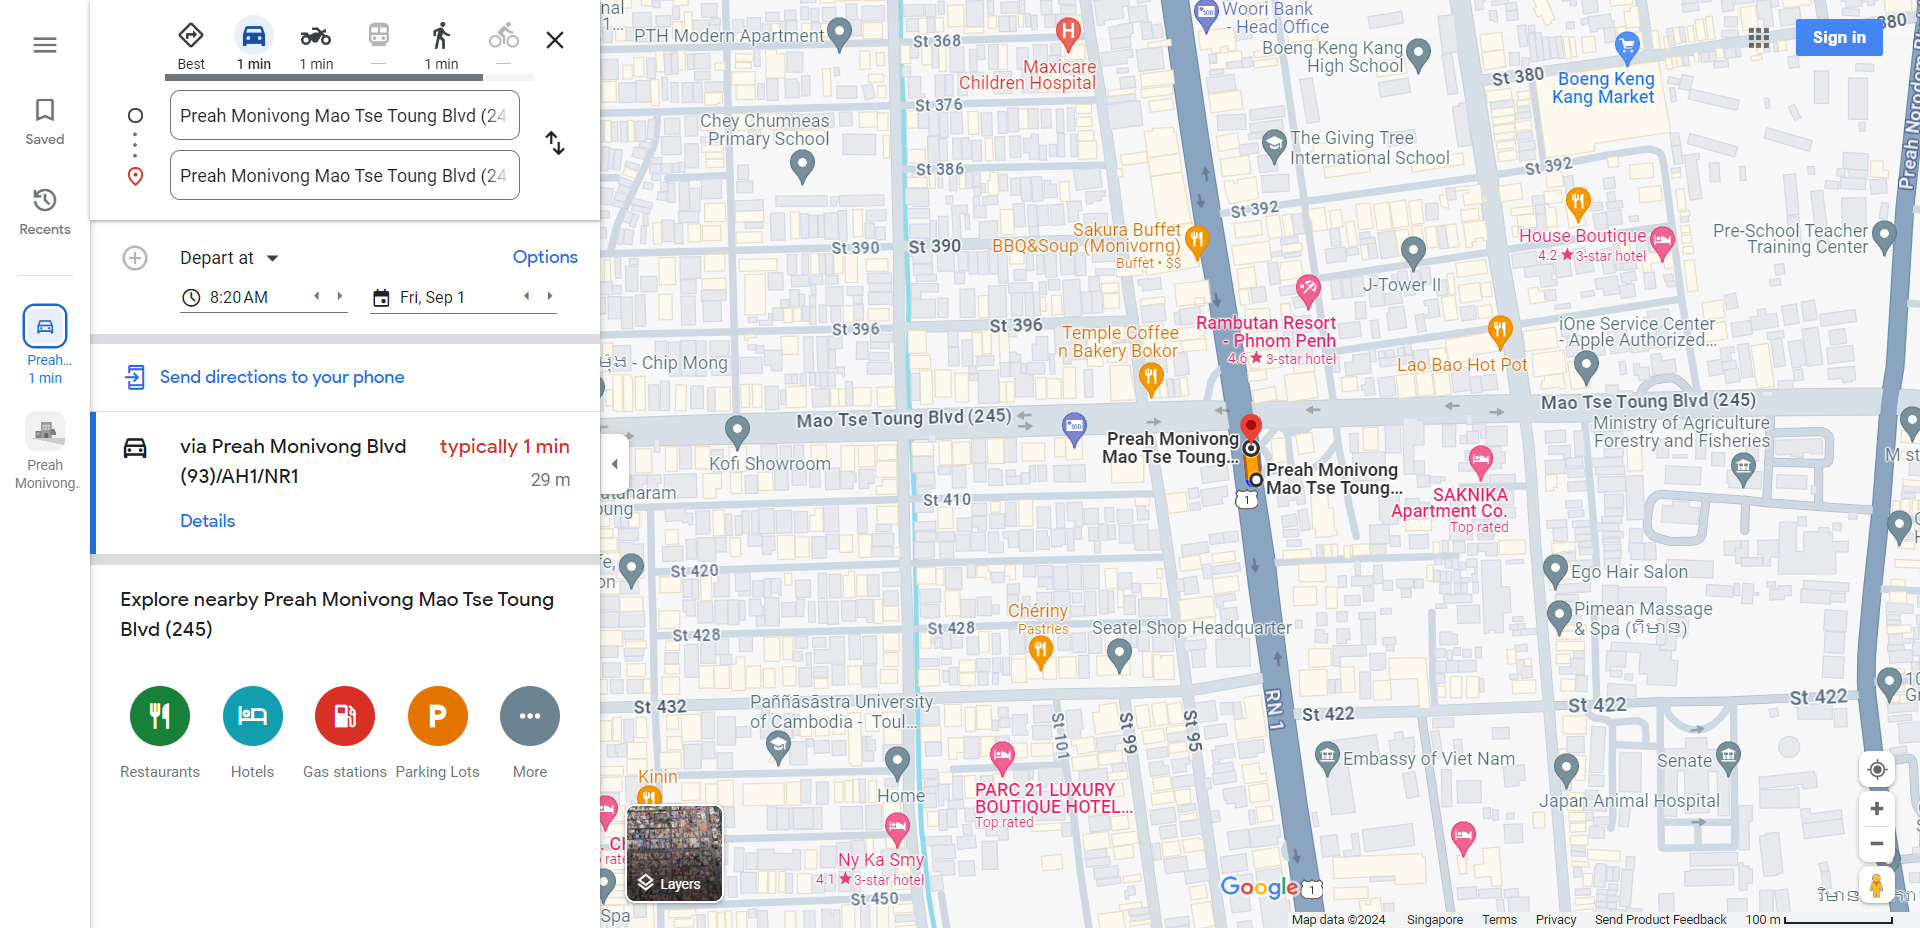 Best
1 min
1 min
1 min
Saved
Recents
Preah...
1 min
Preah
Monivong...
Preah Monivong Mao Tse Toung Blvd (24
Preah Monivong Mao Tse Toung Blvd (24
Depart at
Options
8:20 AM
Fri, Sep 1
Send directions to your phone
via Preah Monivong Blvd
(93)/AH1/NR1
typically 1 min
29 m
Details
Explore nearby Preah Monivong Mao Tse Toung
Blvd (245)
Restaurants
Hotels
Gas stations
Parking Lots
More
Woori Bank
- Head Office
Sign in
PTH Modern Apartment
St 368
Maxicare
Children Hospital
Boeng Keng Kang
High School
St 380
380
Boeng Keng
Kang Market
St 376
Chey Chumneas
Primary School
The Giving Tree
International School
St 386
St 392
St 392
Sakura Buffet
BBQ&Soup (Monivorng)
Buffet • $$
House Boutique
4.2 ★ 3-star hotel
Pre-School Teacher
Training Center
St 390
St 390
J-Tower II
Rambutan Resort
- Phnom Penh
4.6 ★ 3-star hotel
St 396
St 396
Temple Coffee
n Bakery Bokor
iOne Service Center
- Apple Authorized...
- Chip Mong
Lao Bao Hot Pot
Mao Tse Toung Blvd (245)
Mao Tse Toung Blvd (245)
Ministry of Agriculture
Forestry and Fisheries
Preah Monivong
Mao Tse Toung...
Preah Monivong
Mao Tse Toung...
Kofi Showroom
1
SAKNIKA
Apartment Co.
Top rated
M st
St 410
St 420
Ego Hair Salon
Chériny
Pastries
Pimean Massage
& Spa (ពិមាន)
St 428
St 428
Seatel Shop Headquarter
St 432
Paññāsāstra University
of Cambodia - Toul...
St 101
St 99
St 95
RN 1
St 422
St 422
St 422
Embassy of Viet Nam
Senate
Kinin
Home
PARC 21 LUXURY
BOUTIQUE HOTEL...
Top rated
Japan Animal Hospital
Ny Ka Smy
4.1 ★ 3-star hotel
Layers
St 450
Spa
Google
1
Map data ©2024
Singapore
Terms
Privacy
Send Product Feedback
100 m